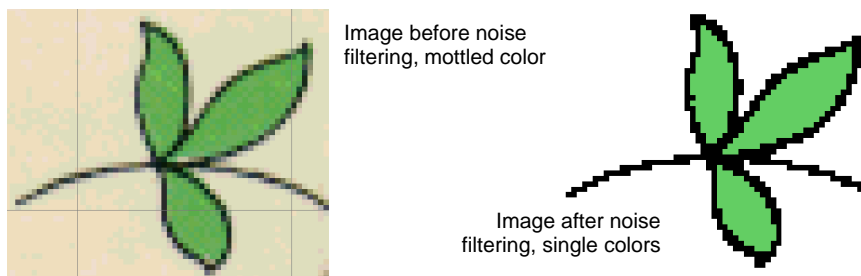 Image before noise
filtering, mottled color
Image after noise
filtering, single colors